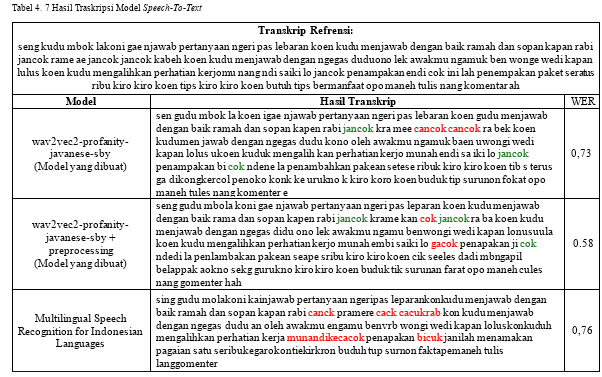 Tabel 4. 7 Hasil Traskripsi Model Speech-To-Text
Transkrip Refrensi:
seng kudu mbok lakoni gae njawab pertanyaan ngeri pas lebaran koen kudu menjawab dengan baik ramah dan sopan kapan rabi
jancok rame ae jancok jancok kabeh koen kudu menjawab dengan ngegas duduono lek awakmu ngamuk ben wonge wedi kapan
lulus koen kudu mengalihkan perhatian kerjomu nang ndi saiki lo jancok penampakan endi cok ini lah penempakan paket seratus
ribu kiro kiro koen tips kiro kiro koen butuh tips bermanfaat opo maneh tulis nang komentar ah
Model Hasil Transkrip WER
wav2vec2-profanity-
javanese-sby
(Model yang dibuat)
sen gudu mbok la koen igae njawab pertanyaan ngeri pas lebaran koen kudu menjawab
dengan baik ramah dan sopan kapen rabi jancok kra mee cancok cancok ra bek koen
kudumen jawab dengan ngegas dudu kono oleh awakmu ngamuk baen uwongi wedi
kapan lolus ukoen kuduk mengalih kan perhatian kerjo munah endi sa iki lo jancok
penampakan bi cok ndene la penambahkan pakean setese ribuk kiro kiro koen tib s terus
ga dikongkercol penoko konk ke urukno k kiro koro koen buduk tip surunon fokat opo
maneh tules nang komenter e
0,73
wav2vec2-profanity-
javanese-sby +
preprocessing
(Model yang dibuat)
seng gudu mbola koni gae njawab pertanyaan ngeri pas leparan koen kudu menjawab
dengan baik rama dan sopan kapen rabi jancok krame kan cok jancok ra ba koen kudu
menjawab dengan ngegas didu ono lek awakmu ngamu benwongi wedi kapan lonusuula
koen kudu mengalihkan perhatian kerjo munah embi saiki lo gacok penapakan ji cok
ndedi la penlambakan pakean seape sribu kiro kiro koen cik seeles dadi mbngapil
belappak aokno sekg gurukno kiro kiro koen buduk tik surunan farat opo maneh cules
nang gomenter hah
0.58
Multilingual Speech
Recognition for Indonesian
Languages
sing gudu molakoni kainjawab pertanyaan ngeripas leparankonkudu menjawab dengan
baik ramah dan sopan kapan rabi canck pramere cack cacukrab kon kudu menjawab
dengan ngegas dudu an oleh awakmu engamu benvrb wongi wedi kapan loluskonkuduh
mengalihkan perhatian kerja munandikecacok penapakan bicuk janilah menamakan
pagaian satu seribukegarokontiekirkron buduh tup surnon faktapemaneh tulis
langgomenter
0,76